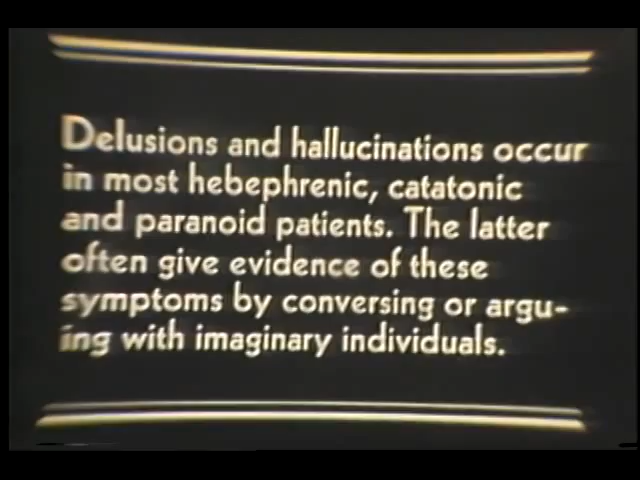 Delusions and hallucinations occur
in most hebephrenic, catatonic
and paranoid patients. The latter
often give evidence of these
symptoms by conversing or argu-
ing with imaginary individuals.